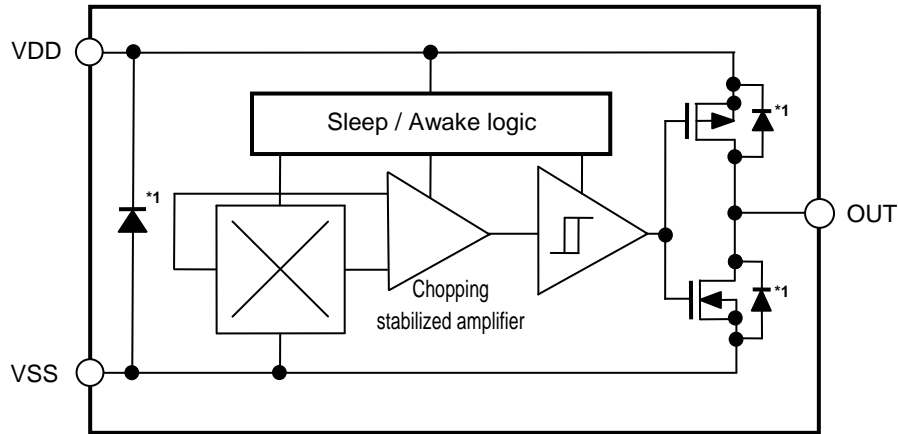 VDD
Sleep / Awake logic
*1
*1
OUT
Chopping
stabilized amplifier
*1
VSS